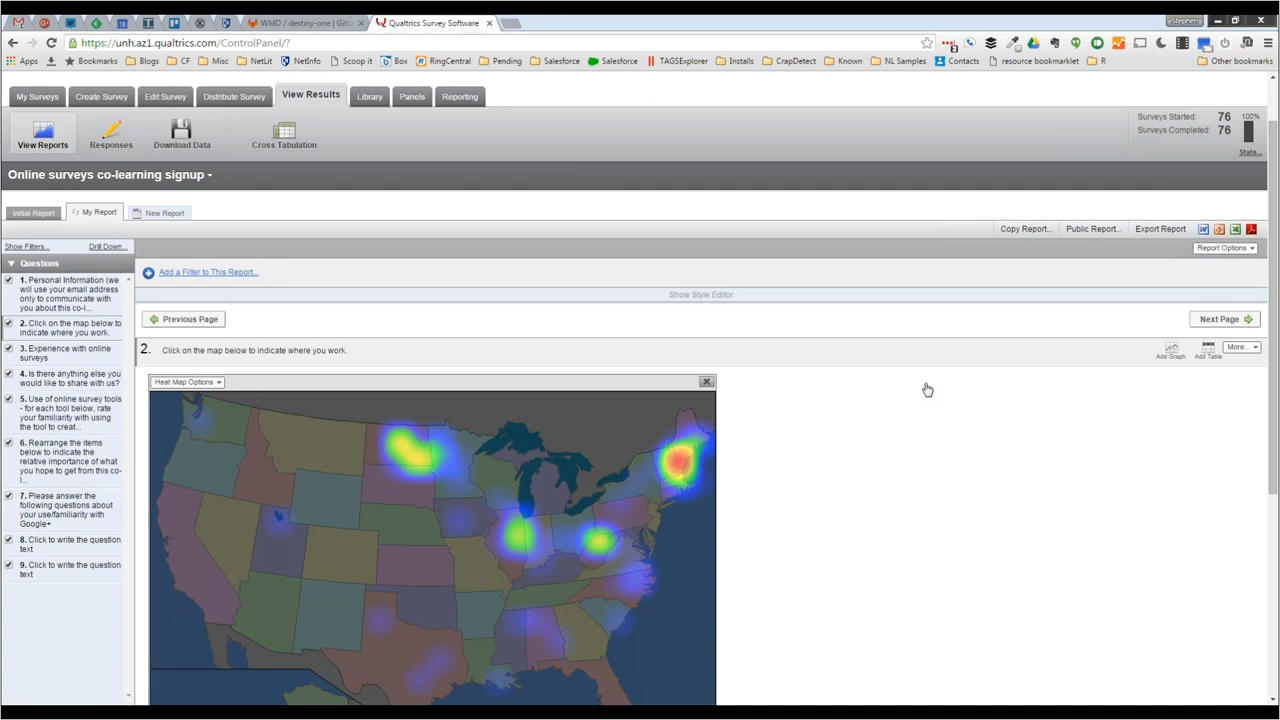 WMD / destiny-one | GitL
Qualtrics Survey Software
Stephen
https://unh.az1.qualtrics.com/ControlPanel/?
Apps
Bookmarks
Blogs
CF
Misc
NetLit
NetInfo
Scoop it
Box
RingCentral
Pending
Salesforce
Salesforce
TAGSExplorer
Installs
CrapDetect
Known
NL Samples
Contacts
resource bookmarklet
R
Other bookmarks
My Surveys
Create Survey
Edit Survey
Distribute Survey
View Results
Library
Panels
Reporting
View Reports
Responses
Download Data
Cross Tabulation
Surveys Started: 76
Surveys Completed: 76
100%
Stats...
Online surveys co-learning signup
Initial Report
My Report
New Report
Copy Report...
Public Report...
Export Report
Show Filters...
Drill Down...
Report Options
Questions
1. Personal Information (we
will use your email address
only to communicate with
you about this co-l...
2. Click on the map below to
indicate where you work.
3. Experience with online
surveys
4. Is there anything else you
would like to share with us?
5. Use of online survey tools
- for each tool below, rate
your familiarity with using
the tool to creat...
6. Rearrange the items
below to indicate the
relative importance of what
you hope to get from this co-
l...
7. Please answer the
following questions about
your use/familiarity with
Google+
8. Click to write the question
text
9. Click to write the question
text
Add a Filter to This Report...
Show Style Editor
Previous Page
Next Page
2. Click on the map below to indicate where you work.
Add Graph
Add Table
More...
Heat Map Options